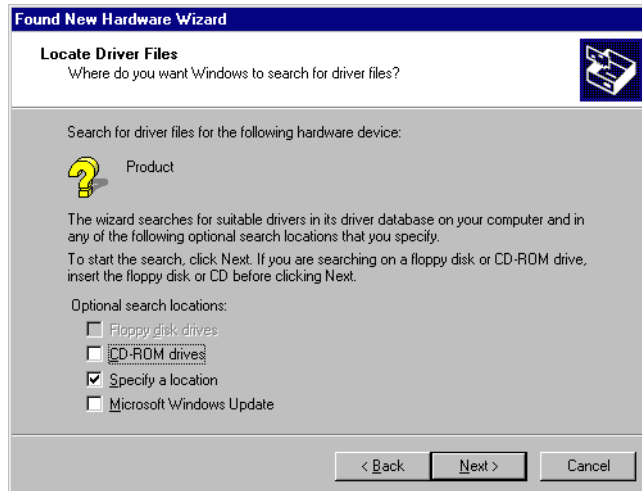 Found New Hardware Wizard
Locate Driver Files
Where do you want Windows to search for driver files?
Search for driver files for the following hardware device:
Product
The wizard searches for suitable drivers in its driver database on your computer and in
any of the following optional search locations that you specify.
To start the search, click Next. If you are searching on a floppy disk or CD-ROM drive,
insert the floppy disk or CD before clicking Next.
Optional search locations:
Floppy disk drives
CD-ROM drives
Specify a location
Microsoft Windows Update
< Back Next > Cancel